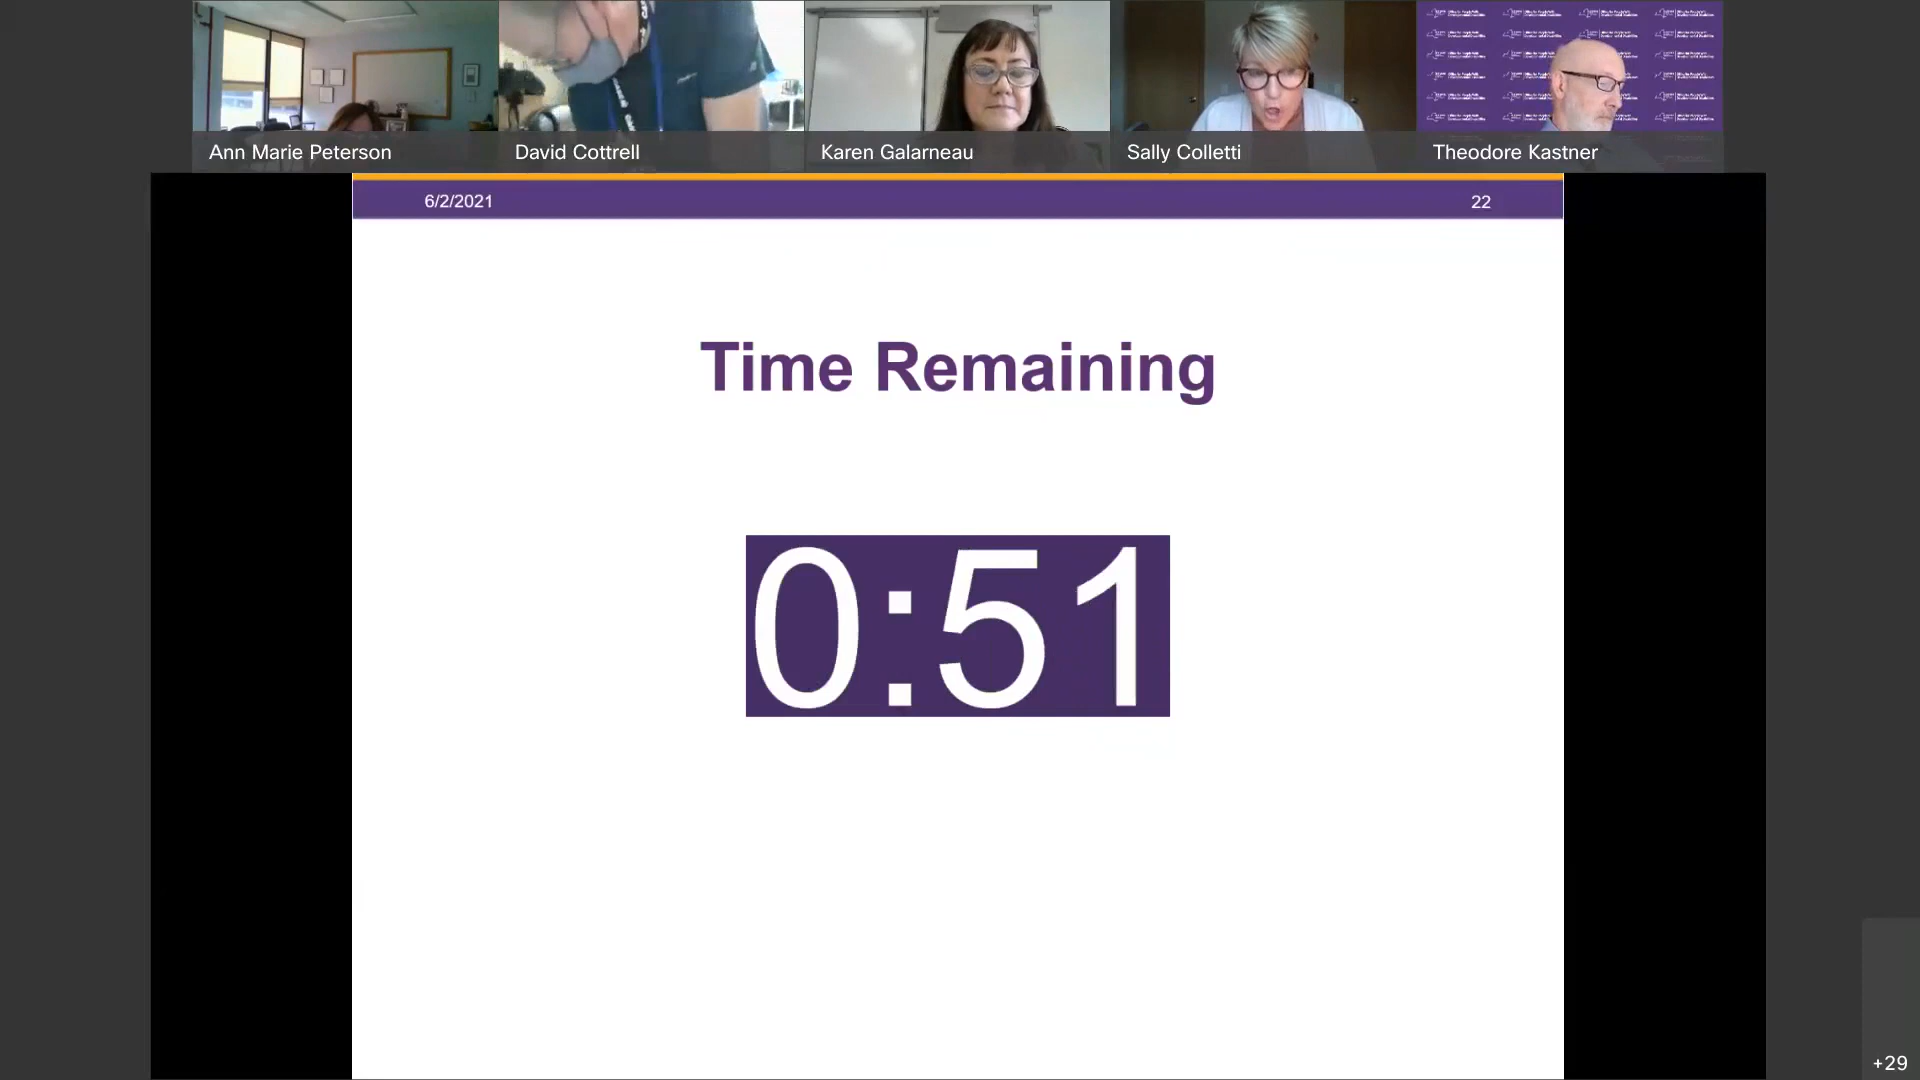 Ann Marie Peterson
David Cottrell
Karen Galarneau
Sally Colletti
Theodore Kastner
6/2/2021
22
Time Remaining
0:51
+29